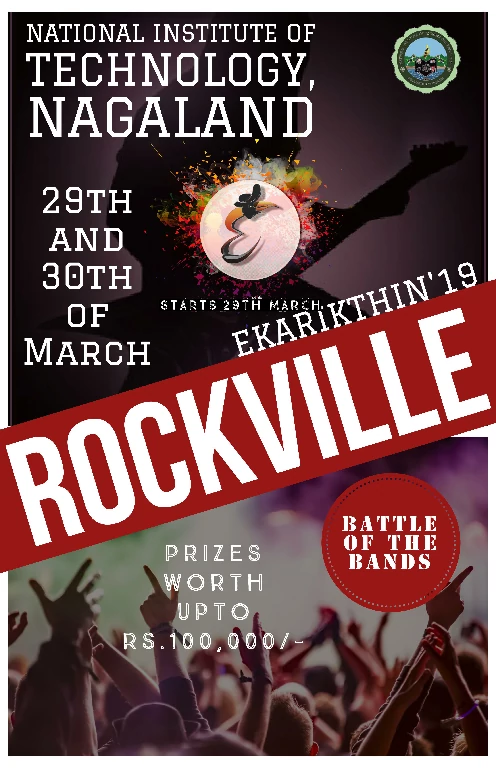 NATIONAL INSTITUTE OF
TECHNOLOGY,
NAGALAND
29TH
AND
30TH
OF
MARCH
STARTS 29TH MARCH
EKARIKTHIN'19
ROCKVILLE
BATTLE
OF THE
BANDS
PRIZES
WORTH
UPTO
RS.100,000/-